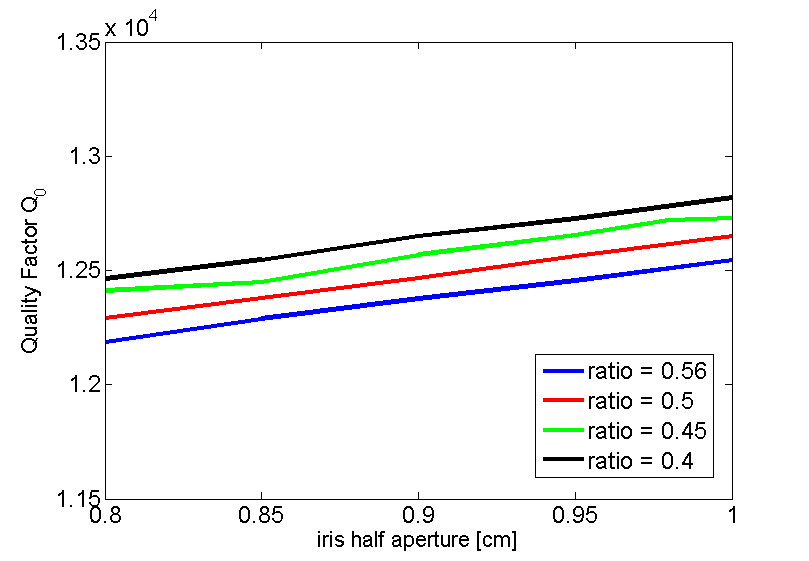 x 10^4
1.35
1.3
1.25
1.2
1.15
Quality Factor Q_0
ratio = 0.56
ratio = 0.5
ratio = 0.45
ratio = 0.4
0.8 0.85 0.9 0.95 1
iris half aperture [cm]